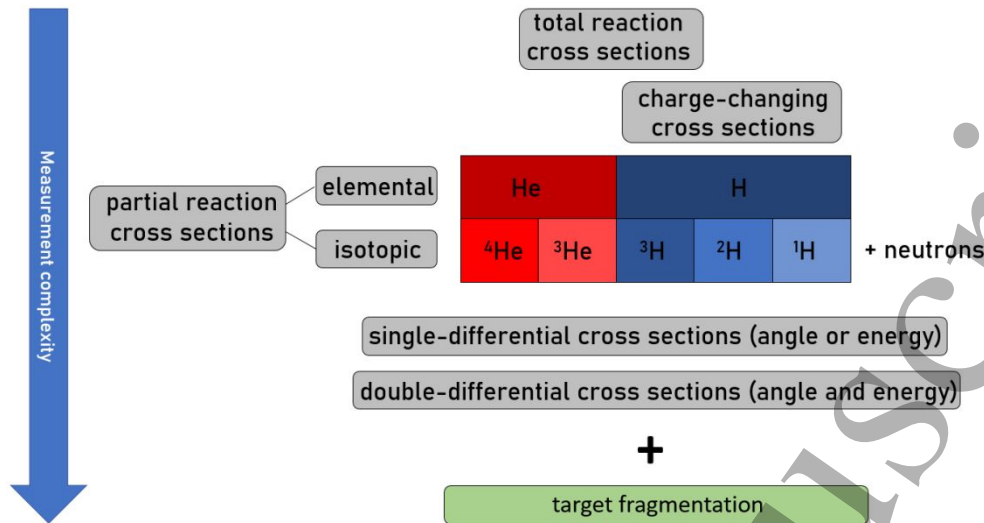 total reaction
cross sections
charge-changing
cross sections
Measurement complexity
partial reaction
cross sections
elemental
isotopic
He
H
⁴He
³He
³H
²H
¹H
+ neutrons
single-differential cross sections (angle or energy)
double-differential cross sections (angle and energy)
+
target fragmentation